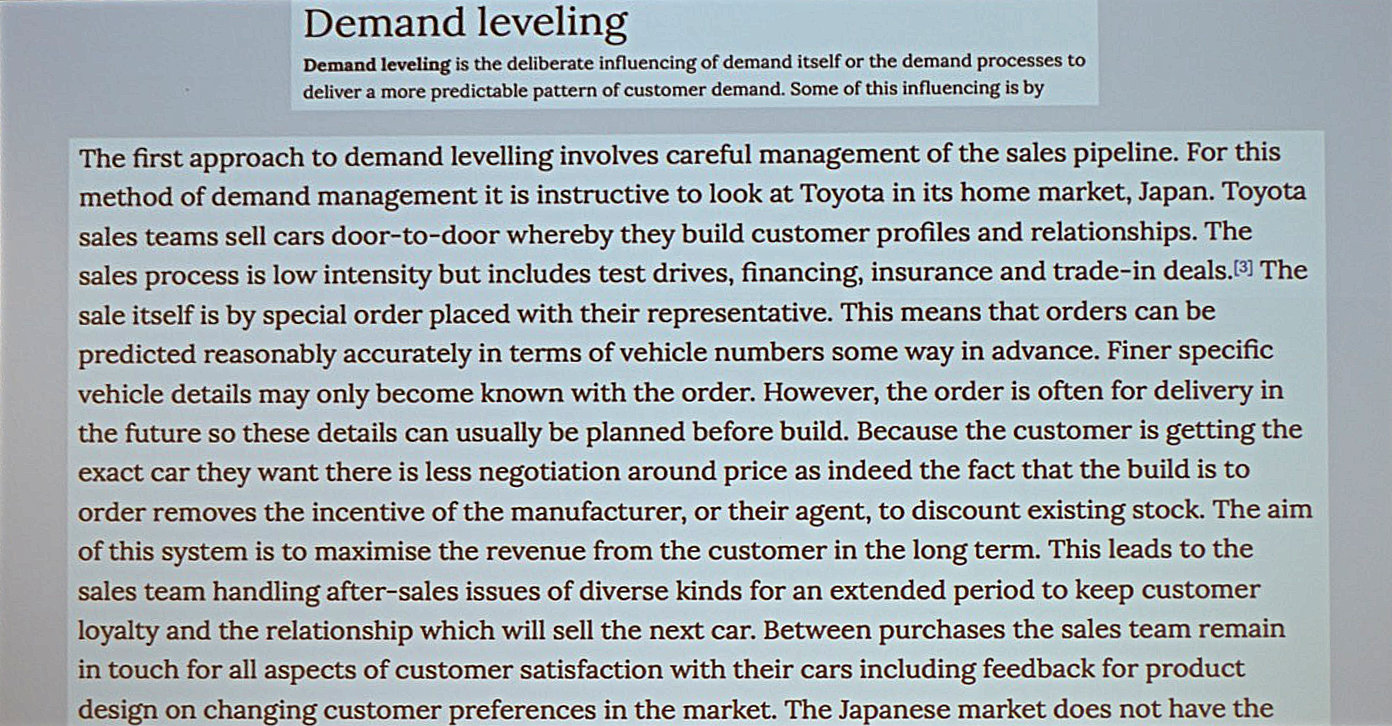 Demand leveling
Demand leveling is the deliberate influencing of demand itself or the demand processes to
deliver a more predictable pattern of customer demand. Some of this influencing is by
The first approach to demand levelling involves careful management of the sales pipeline. For this
method of demand management it is instructive to look at Toyota in its home market, Japan. Toyota
sales teams sell cars door-to-door whereby they build customer profiles and relationships. The
sales process is low intensity but includes test drives, financing, insurance and trade-in deals.[3] The
sale itself is by special order placed with their representative. This means that orders can be
predicted reasonably accurately in terms of vehicle numbers some way in advance. Finer specific
vehicle details may only become known with the order. However, the order is often for delivery in
the future so these details can usually be planned before build. Because the customer is getting the
exact car they want there is less negotiation around price as indeed the fact that the build is to
order removes the incentive of the manufacturer, or their agent, to discount existing stock. The aim
of this system is to maximise the revenue from the customer in the long term. This leads to the
sales team handling after-sales issues of diverse kinds for an extended period to keep customer
loyalty and the relationship which will sell the next car. Between purchases the sales team remain
in touch for all aspects of customer satisfaction with their cars including feedback for product
design on changing customer preferences in the market. The Japanese market does not have the